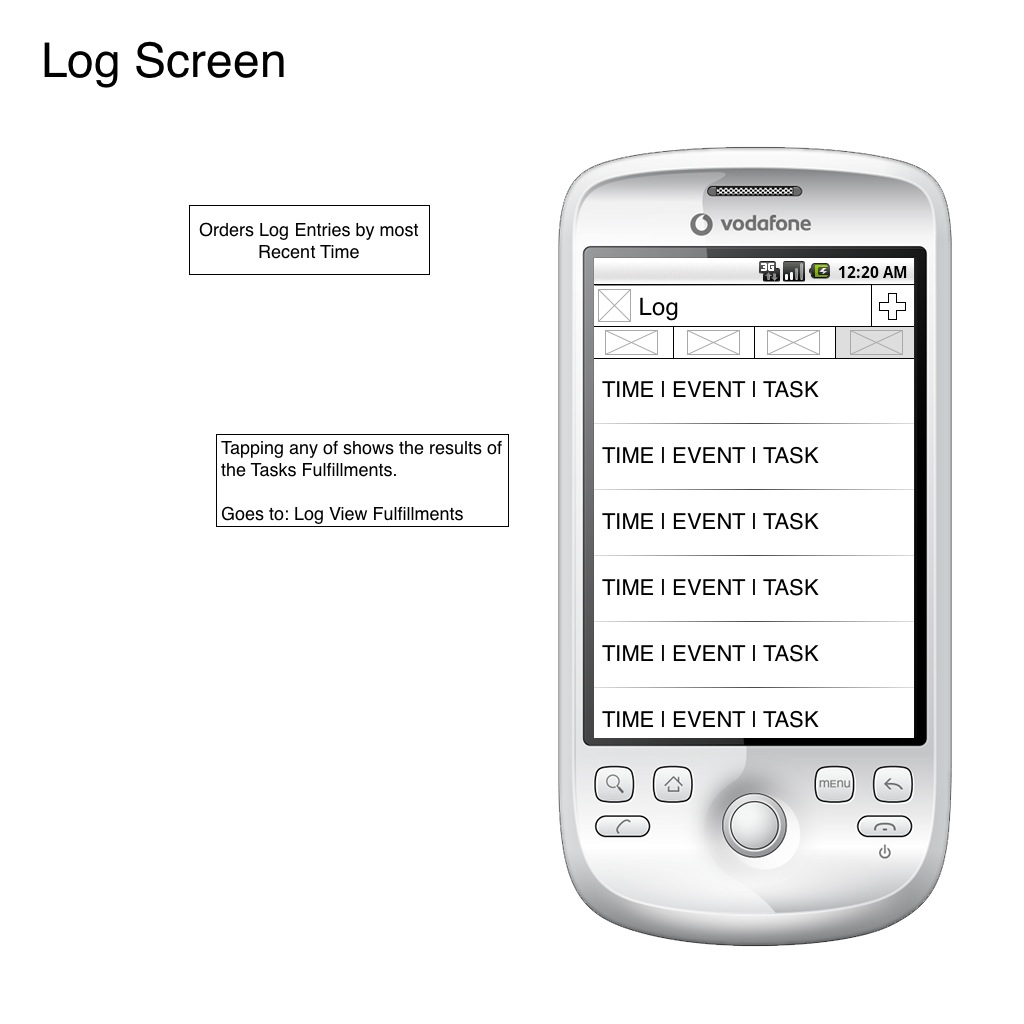 Log Screen
Orders Log Entries by most
Recent Time
Tapping any of shows the results of
the Tasks Fulfillments.
Goes to: Log View Fulfillments
vodafone
3G
12:20 AM
Log
TIME | EVENT | TASK
TIME | EVENT | TASK
TIME | EVENT | TASK
TIME | EVENT | TASK
TIME | EVENT | TASK
TIME | EVENT | TASK
MENU